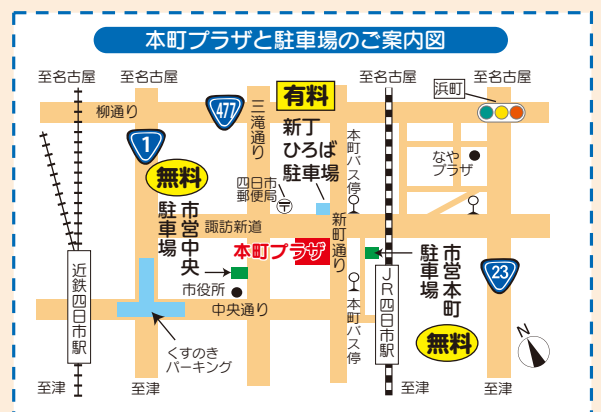 本町プラザと駐車場のご案内図
至名古屋
至名古屋
至名古屋
至名古屋
柳通り
477
三滝通り
有料
浜町
1
新丁
ひろば
駐車場
本町バス停
なや
プラザ
無料
四日市
郵便局
〒
市営中央
駐車場
諏訪新道
新町通り
本町プラザ
市営本町
駐車場
23
近鉄四日市駅
市役所
中央通り
JR四日市駅
本町バス停
無料
N
くすのき
パーキング
至津
至津
至津
至津